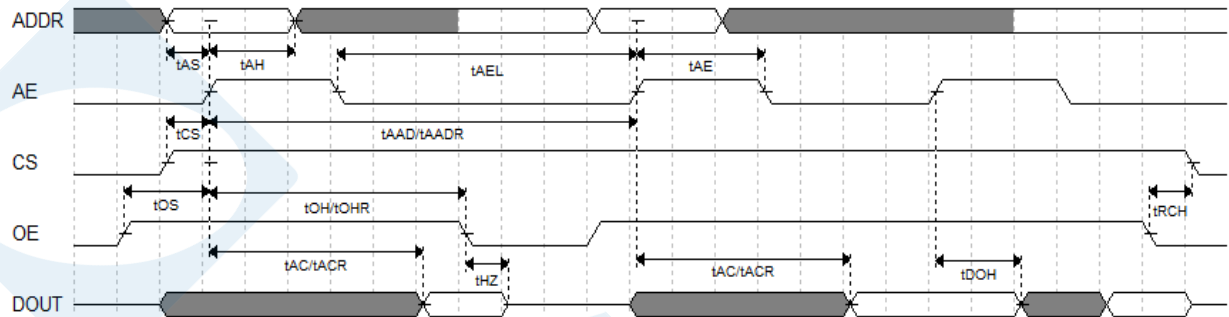 ADDR
tAS tAH tAEL tAE
AE
tCS tAAD/tAADR
CS
tOS tOH/tOHR tRCH
OE
tAC/tACR tHZ tAC/tACR tDOH
DOUT